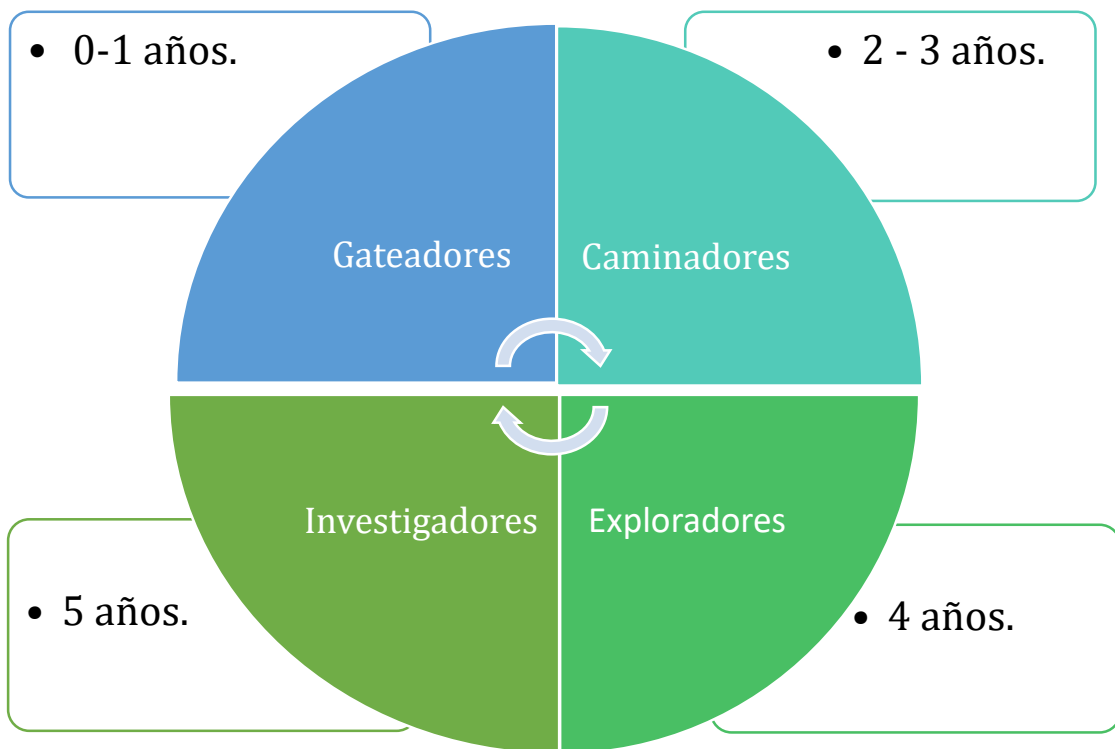 • 0-1 años.
• 2 - 3 años.
Gateadores
Caminadores
Investigadores
Exploradores
• 5 años.
• 4 años.